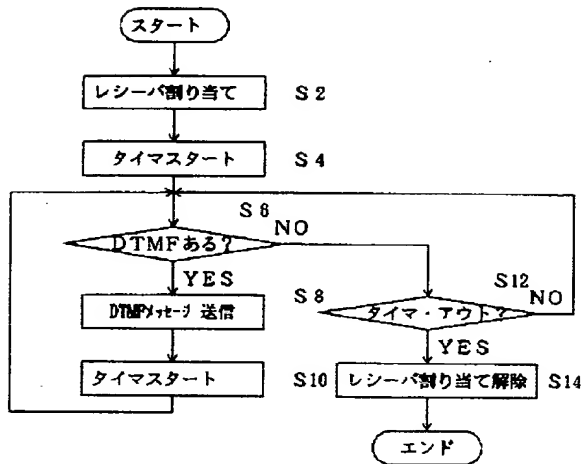 スタート
レシーバ割り当て S2
タイマスタート S4
S6
DTMFある? NO
YES
S12
DTMFメッセージ 送信 S8 タイマ・アウト? NO
YES
タイマスタート S10 レシーバ割り当て解除 S14
エンド